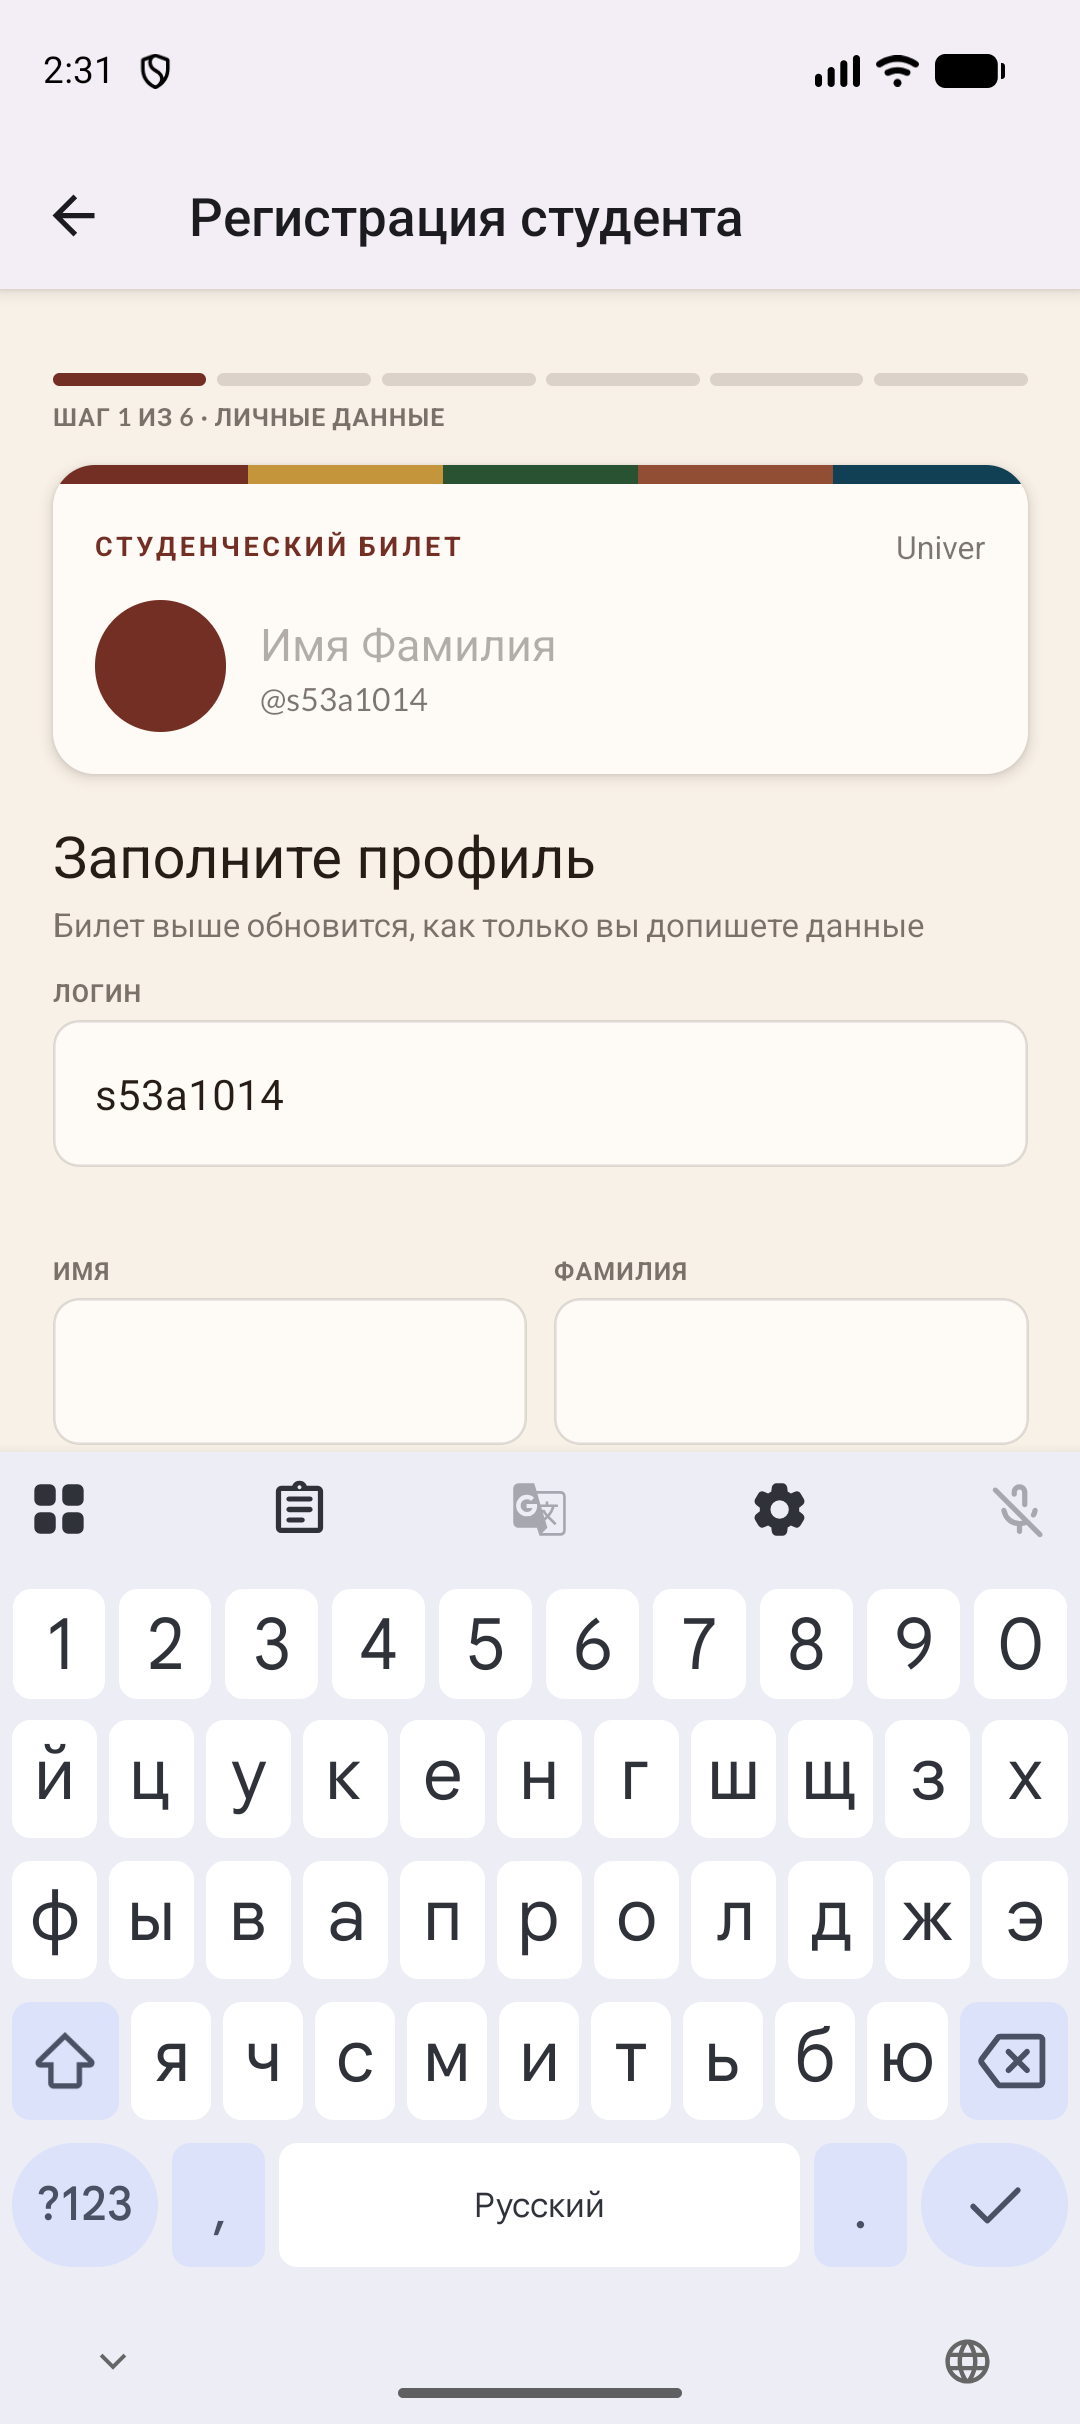 2:31
Регистрация студента
ШАГ 1 ИЗ 6 · ЛИЧНЫЕ ДАННЫЕ
СТУДЕНЧЕСКИЙ БИЛЕТ Univer
Имя Фамилия
@s53a1014
Заполните профиль
Билет выше обновится, как только вы допишете данные
ЛОГИН
s53a1014
ИМЯ ФАМИЛИЯ
1 2 3 4 5 6 7 8 9 0
й ц у к е н г ш щ з х
ф ы в а п р о л д ж э
я ч с м и т ь б ю
?123 , Русский .